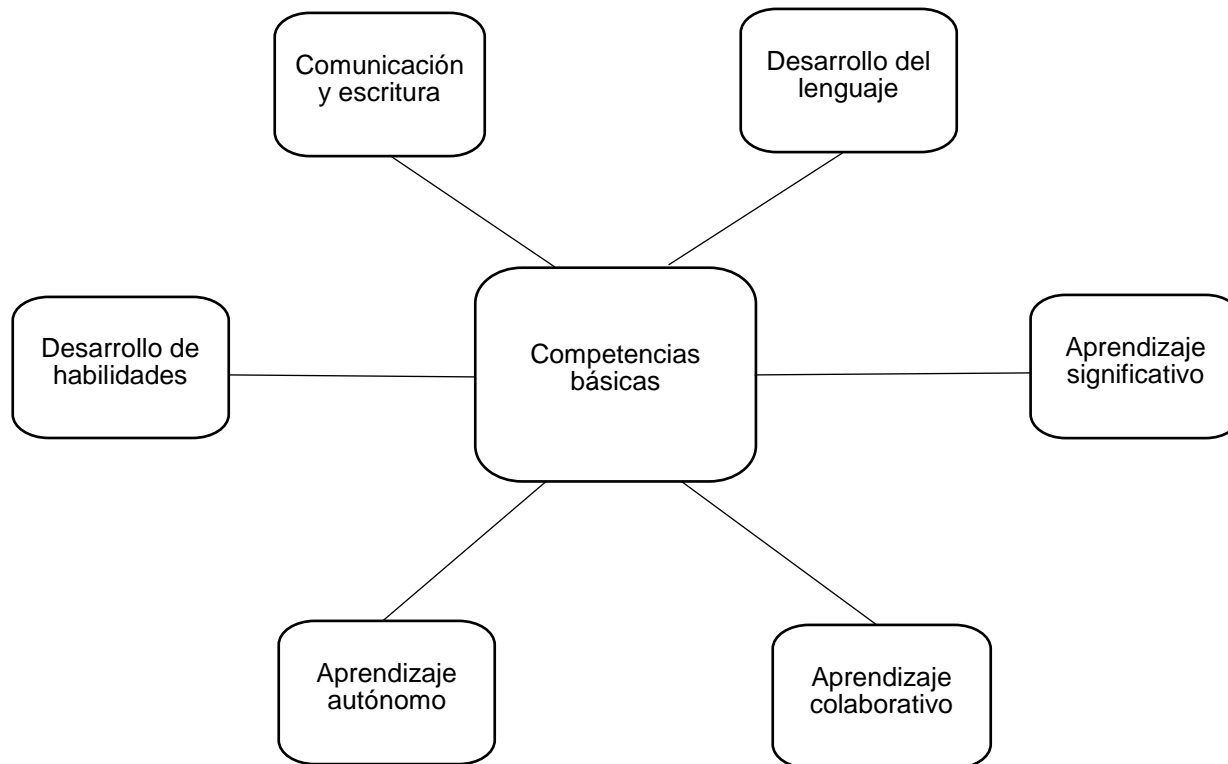 Comunicación
y escritura
Desarrollo del
lenguaje
Desarrollo de
habilidades
Competencias
básicas
Aprendizaje
significativo
Aprendizaje
autónomo
Aprendizaje
colaborativo